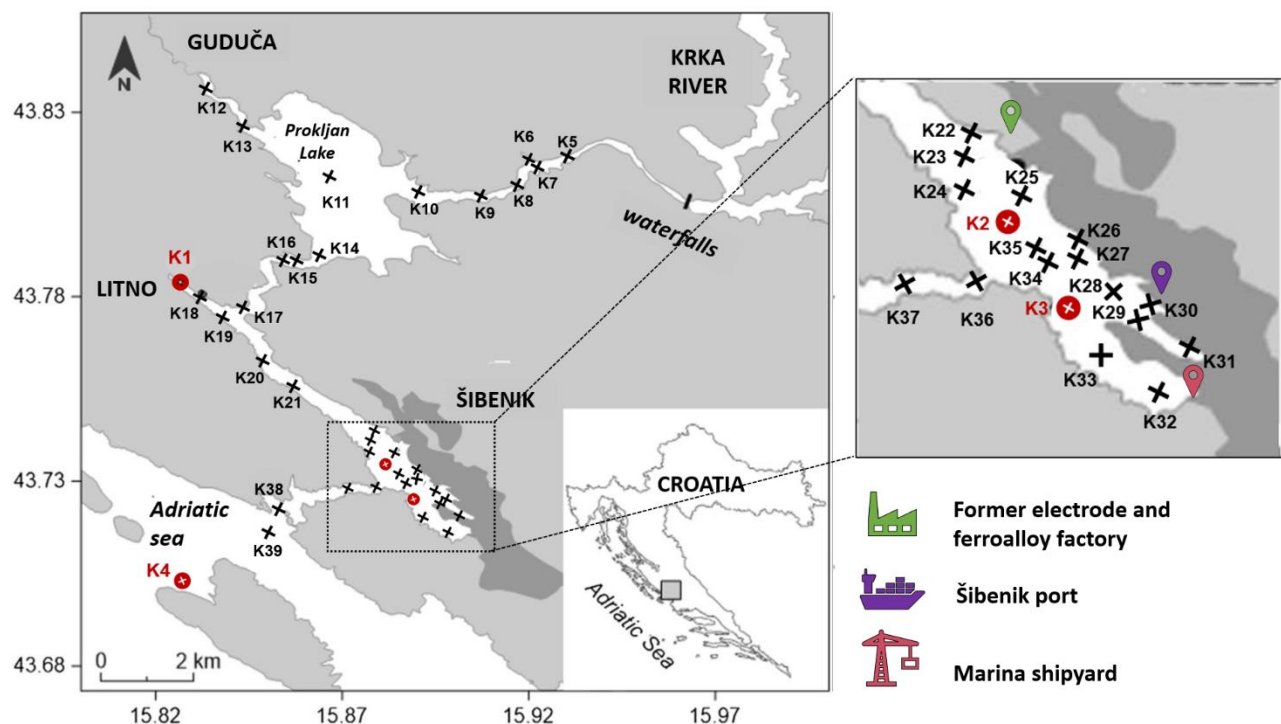 GUDUČA
KRKA
RIVER
N
43.83
43.78
43.73
43.68
K12
K13
Prokljan
Lake
K11
K6
K5
K7
K8
K9
K10
waterfalls
K16
K14
K15
K1
LITNO
K18
K17
K19
K20
K21
ŠIBENIK
K38
Adriatic
sea
K39
K4
0
2 km
CROATIA
Adriatic Sea
15.82
15.87
15.92
15.97
K22
K23
K24
K25
K2
K26
K35
K27
K34
K28
K37
K36
K3
K29
K30
K31
K33
K32
Former electrode and
ferroalloy factory
Šibenik port
Marina shipyard